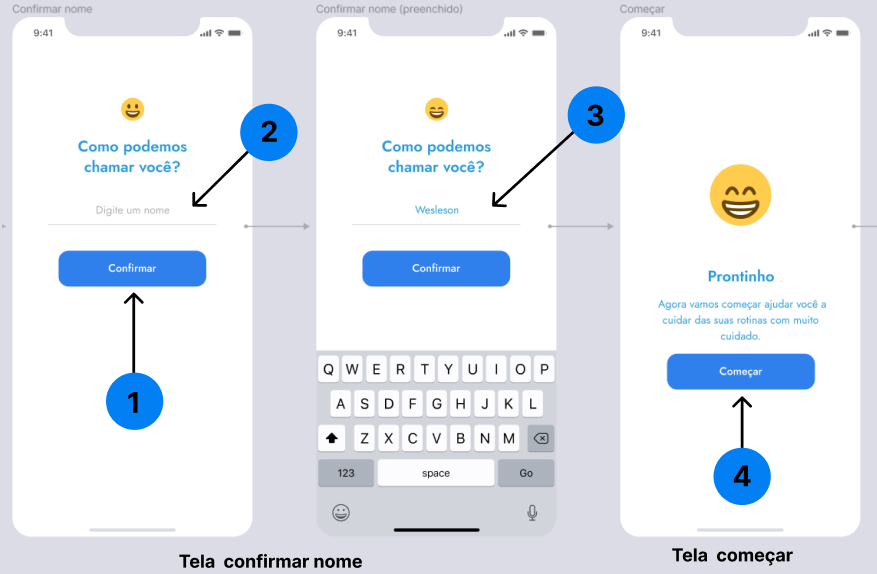 Confirmar nome
9:41
Como podemos
chamar você?
Digite um nome
Confirmar
1
2
Confirmar nome (preenchido)
9:41
Como podemos
chamar você?
Wesleson
Confirmar
3
Q W E R T Y U I O P
A S D F G H J K L
Z X C V B N M
123 space Go
Tela confirmar nome
Começar
9:41
Prontinho
Agora vamos começar ajudar você a
cuidar das suas rotinas com muito
cuidado.
Começar
4
Tela começar